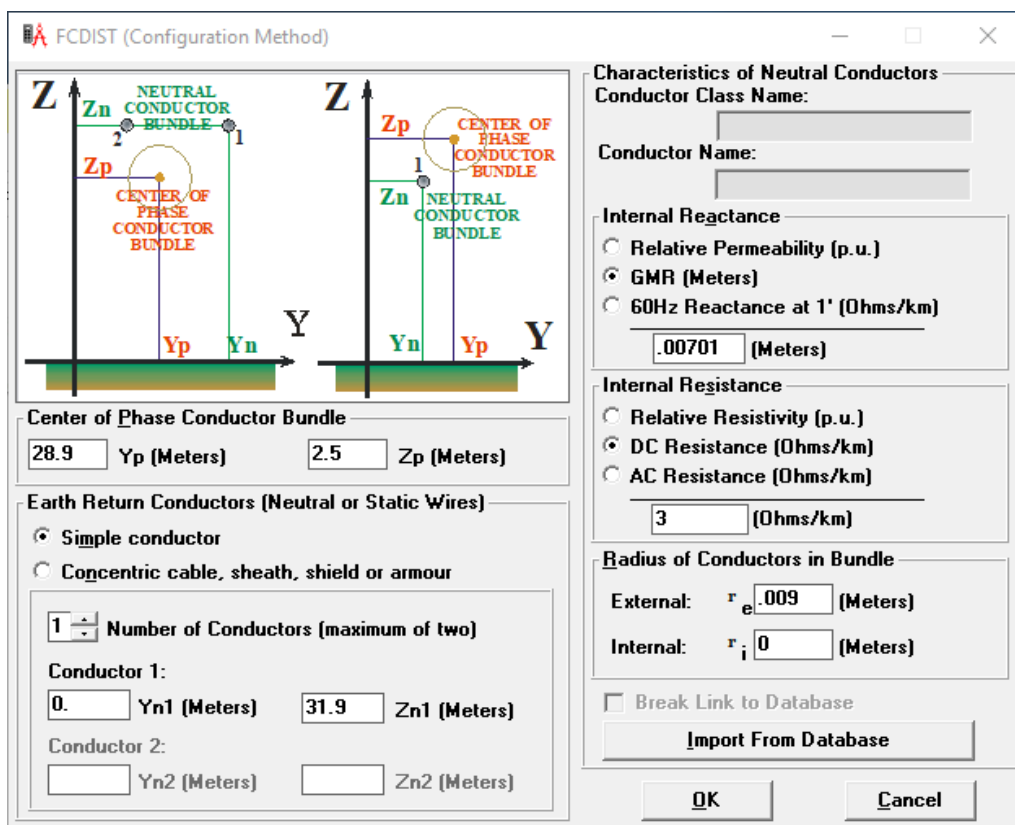 FCDIST (Configuration Method)
Z
Zn
NEUTRAL
CONDUCTOR
BUNDLE
2
1
Zp
CENTER OF
PHASE
CONDUCTOR
BUNDLE
Y
Yp
Yn
Z
Zp
CENTER OF
PHASE
CONDUCTOR
BUNDLE
1
Zn
NEUTRAL
CONDUCTOR
BUNDLE
Y
Yn
Yp
Center of Phase Conductor Bundle
28.9 Yp (Meters) 2.5 Zp (Meters)
Earth Return Conductors (Neutral or Static Wires)
Simple conductor
Concentric cable, sheath, shield or armour
1 Number of Conductors (maximum of two)
Conductor 1:
0. Yn1 (Meters) 31.9 Zn1 (Meters)
Conductor 2:
Yn2 (Meters) Zn2 (Meters)
Characteristics of Neutral Conductors
Conductor Class Name:
Conductor Name:
Internal Reactance
Relative Permeability (p.u.)
GMR (Meters)
60Hz Reactance at 1' (Ohms/km)
.00701 (Meters)
Internal Resistance
Relative Resistivity (p.u.)
DC Resistance (Ohms/km)
AC Resistance (Ohms/km)
3 (Ohms/km)
Radius of Conductors in Bundle
External: r e .009 (Meters)
Internal: r i 0 (Meters)
Break Link to Database
Import From Database
OK Cancel